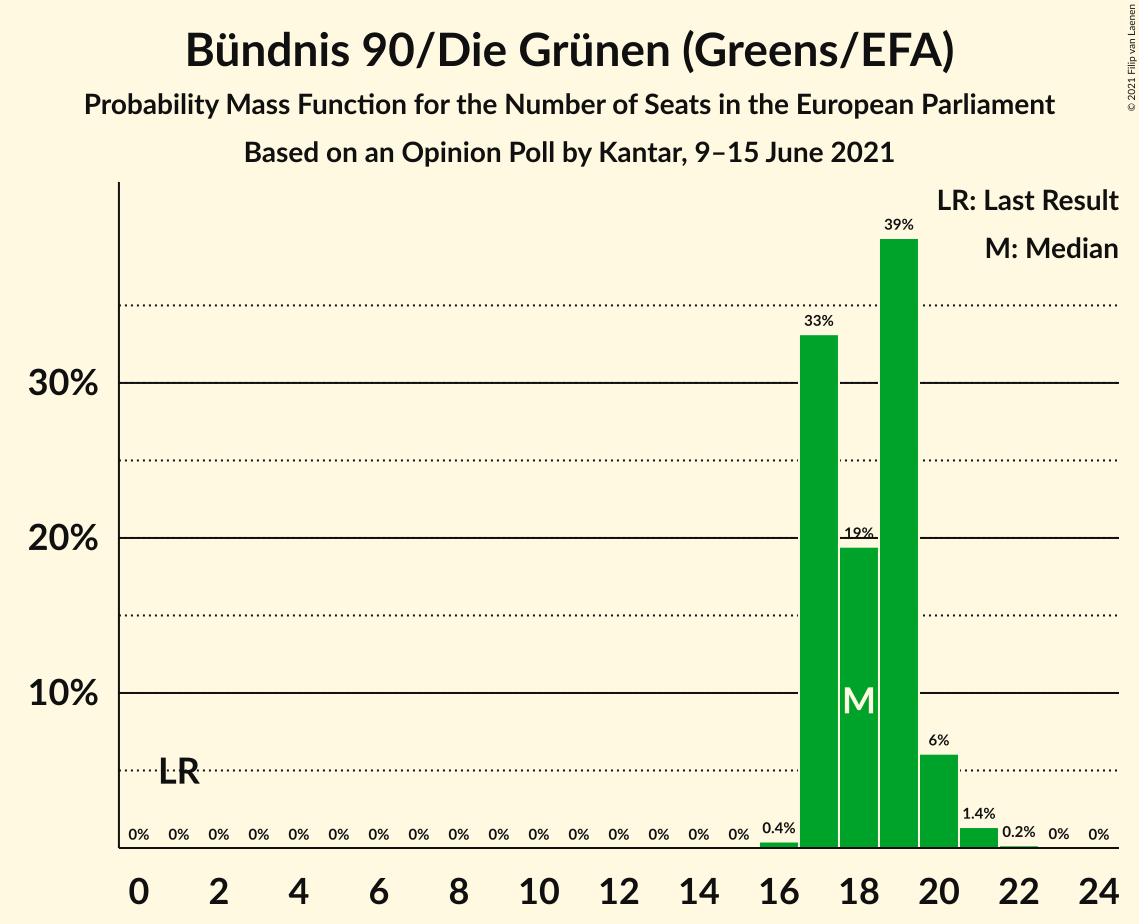 Bündnis 90/Die Grünen (Greens/EFA)
Probability Mass Function for the Number of Seats in the European Parliament
Based on an Opinion Poll by Kantar, 9–15 June 2021
© 2021 Filip van Laenen
LR: Last Result
M: Median
39%
33%
30%
19%
20%
10%
M
6%
LR
0% 0% 0% 0% 0% 0% 0% 0% 0% 0% 0% 0% 0% 0% 0% 0% 0.4% 1.4% 0.2% 0% 0%
0 2 4 6 8 10 12 14 16 18 20 22 24